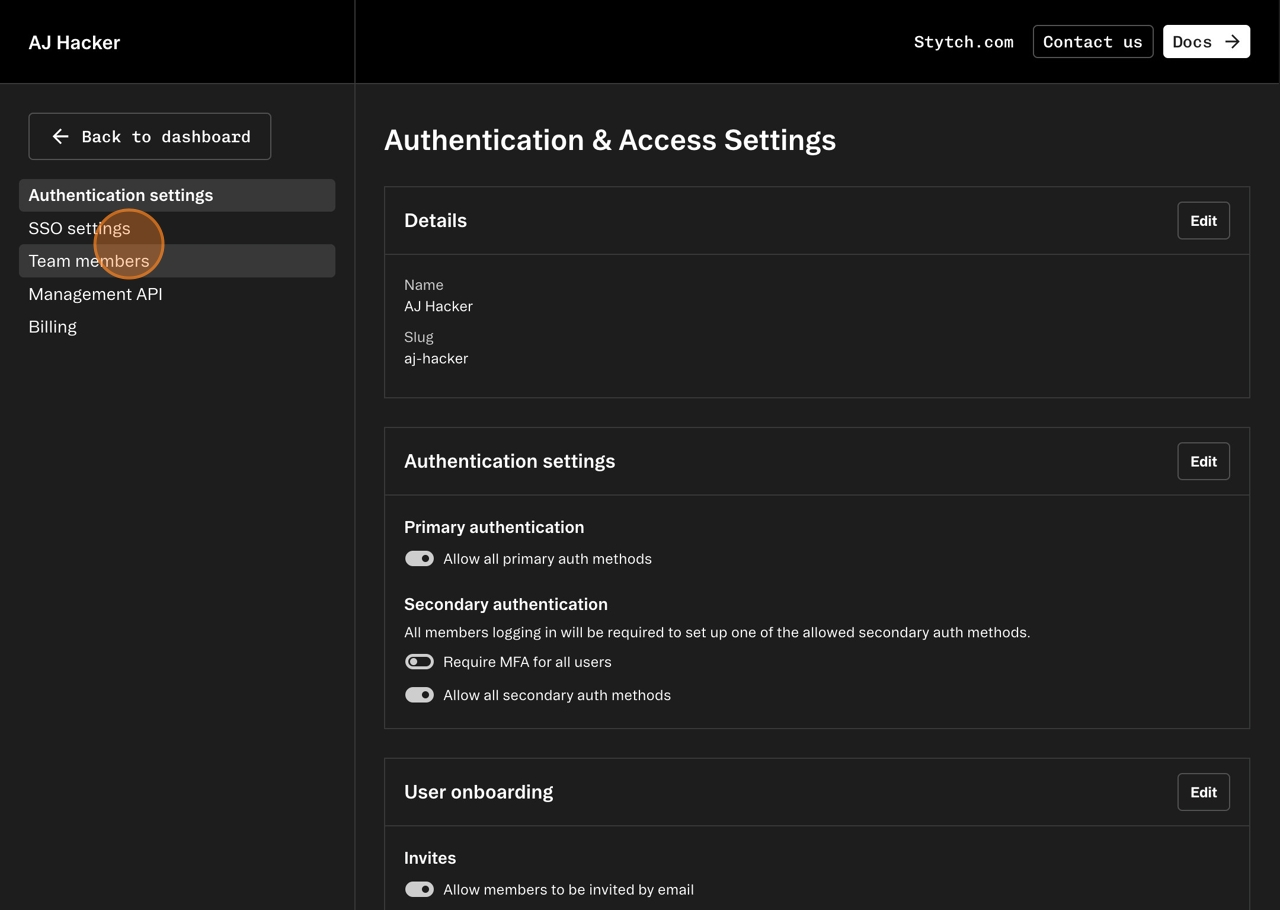 AJ Hacker
Stytch.com
Contact us
Docs →
← Back to dashboard
Authentication settings
SSO settings
Team members
Management API
Billing
Authentication & Access Settings
Details
Edit
Name
AJ Hacker
Slug
aj-hacker
Authentication settings
Edit
Primary authentication
Allow all primary auth methods
Secondary authentication
All members logging in will be required to set up one of the allowed secondary auth methods.
Require MFA for all users
Allow all secondary auth methods
User onboarding
Edit
Invites
Allow members to be invited by email